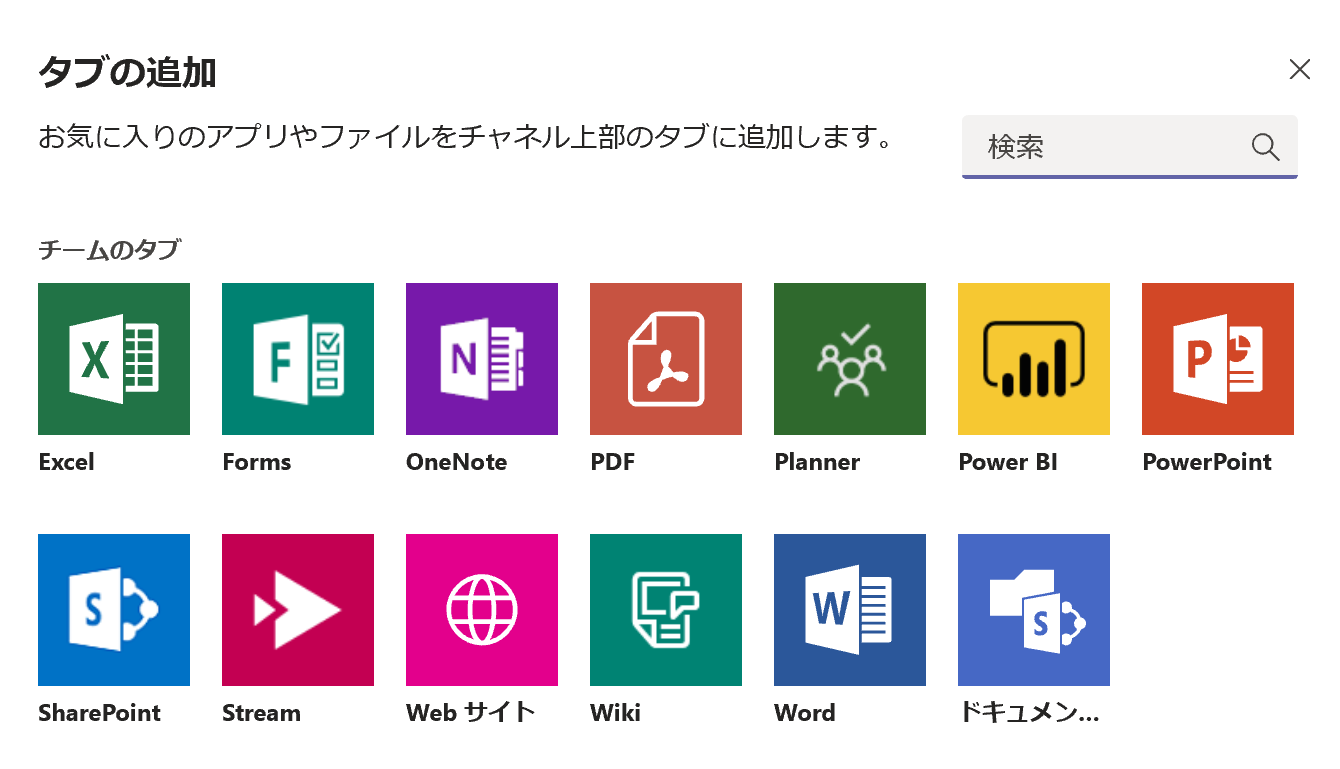 タブの追加
お気に入りのアプリやファイルをチャネル上部のタブに追加します。
検索
チームのタブ
X
F
N
P
Excel
Forms
OneNote
PDF
Planner
Power BI
PowerPoint
S
W
S
SharePoint
Stream
Web サイト
Wiki
Word
ドキュメン...